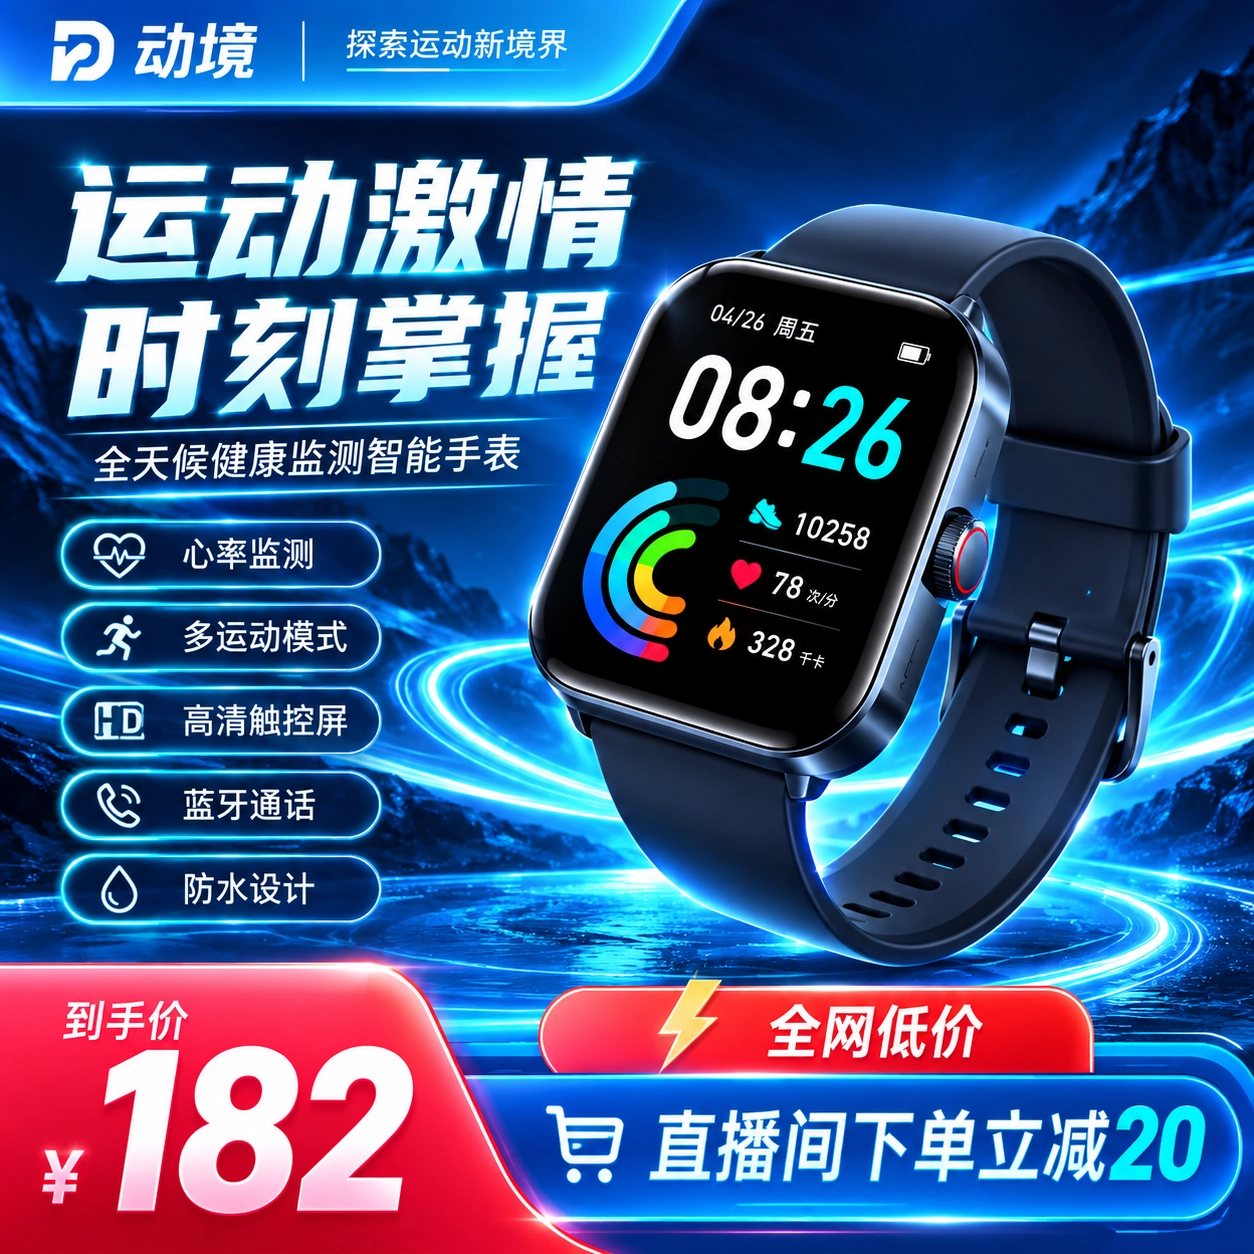 动境
探索运动新境界
运动激情
时刻掌握
全天候健康监测智能手表
心率监测
多运动模式
HD 高清触控屏
蓝牙通话
防水设计
04/26 周五
08:26
10258
78 次/分
328 千卡
到手价
¥182
全网低价
直播间下单立减20